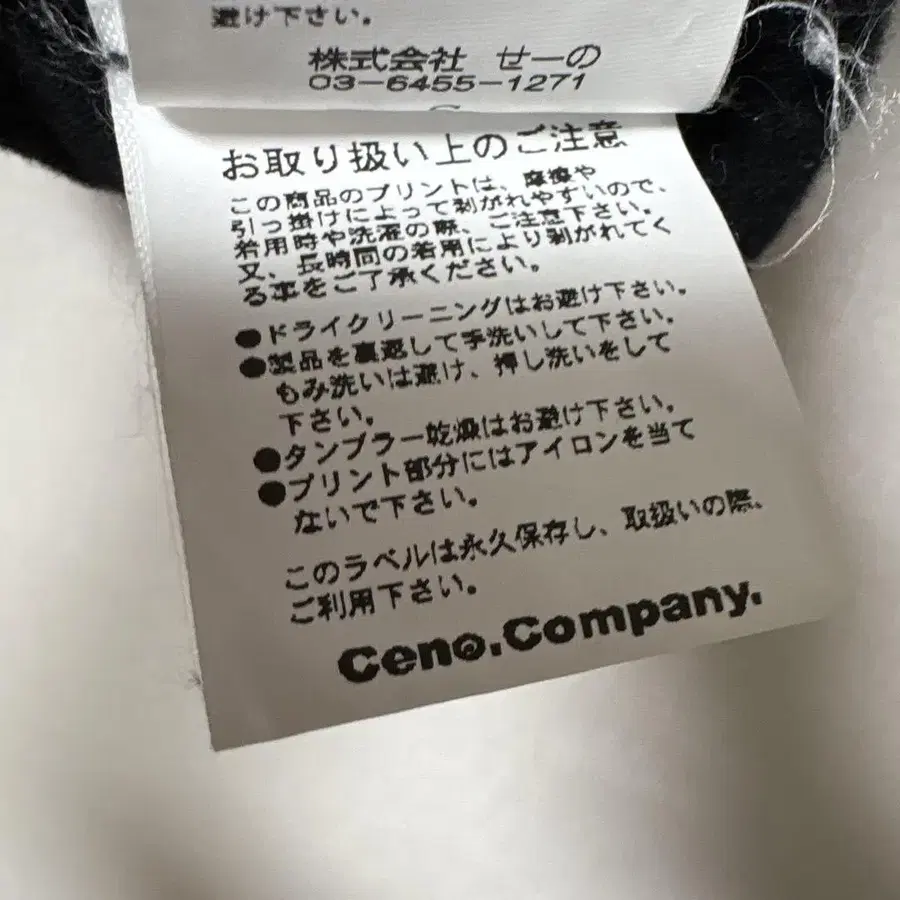 避け下さい。
株式会社 せーの
03-6455-1271
お取り扱い上のご注意
この商品のプリントは、摩擦や
引っ掛けによって剥がれやすいので、
着用時や洗濯の際、ご注意下さい。
又、長時間の着用により剥がれてく
る事をご了承ください。
●ドライクリーニングはお避け下さい。
●製品を裏返して手洗いして下さい。
もみ洗いは避け、押し洗いをして
下さい。
●タンブラー乾燥はお避け下さい。
●プリント部分にはアイロンを当て
ないで下さい。
このラベルは永久保存し、取扱いの際、
ご利用下さい。
Ceno.Company.